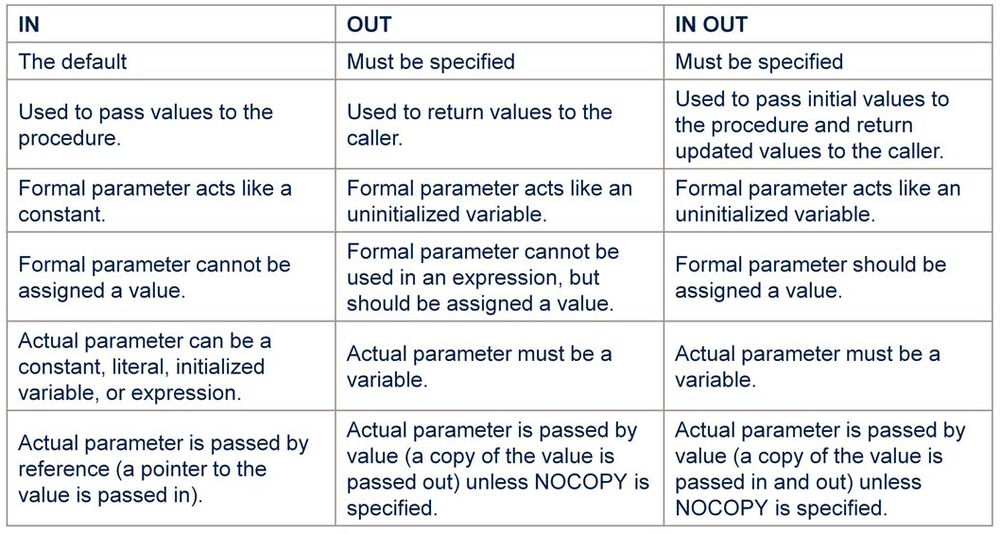 IN
OUT
IN OUT
The default
Must be specified
Must be specified
Used to pass values to the
procedure.
Used to return values to the
caller.
Used to pass initial values to
the procedure and return
updated values to the caller.
Formal parameter acts like a
constant.
Formal parameter acts like an
uninitialized variable.
Formal parameter acts like an
uninitialized variable.
Formal parameter cannot be
assigned a value.
Formal parameter cannot be
used in an expression, but
should be assigned a value.
Formal parameter should be
assigned a value.
Actual parameter can be a
constant, literal, initialized
variable, or expression.
Actual parameter must be a
variable.
Actual parameter must be a
variable.
Actual parameter is passed by
reference (a pointer to the
value is passed in).
Actual parameter is passed by
value (a copy of the value is
passed out) unless NOCOPY is
specified.
Actual parameter is passed by
value (a copy of the value is
passed in and out) unless
NOCOPY is specified.